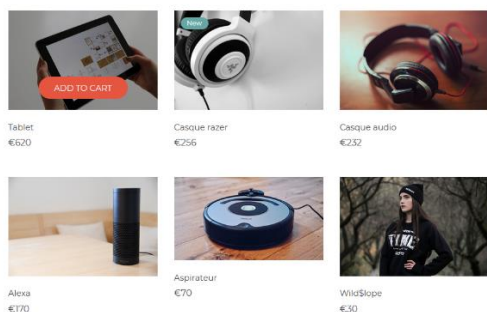 New
ADD TO CART
Tablet
Casque razer
Casque audio
€620
€256
€232
Alexa
Aspirateur
Wild$lope
€170
€70
€30